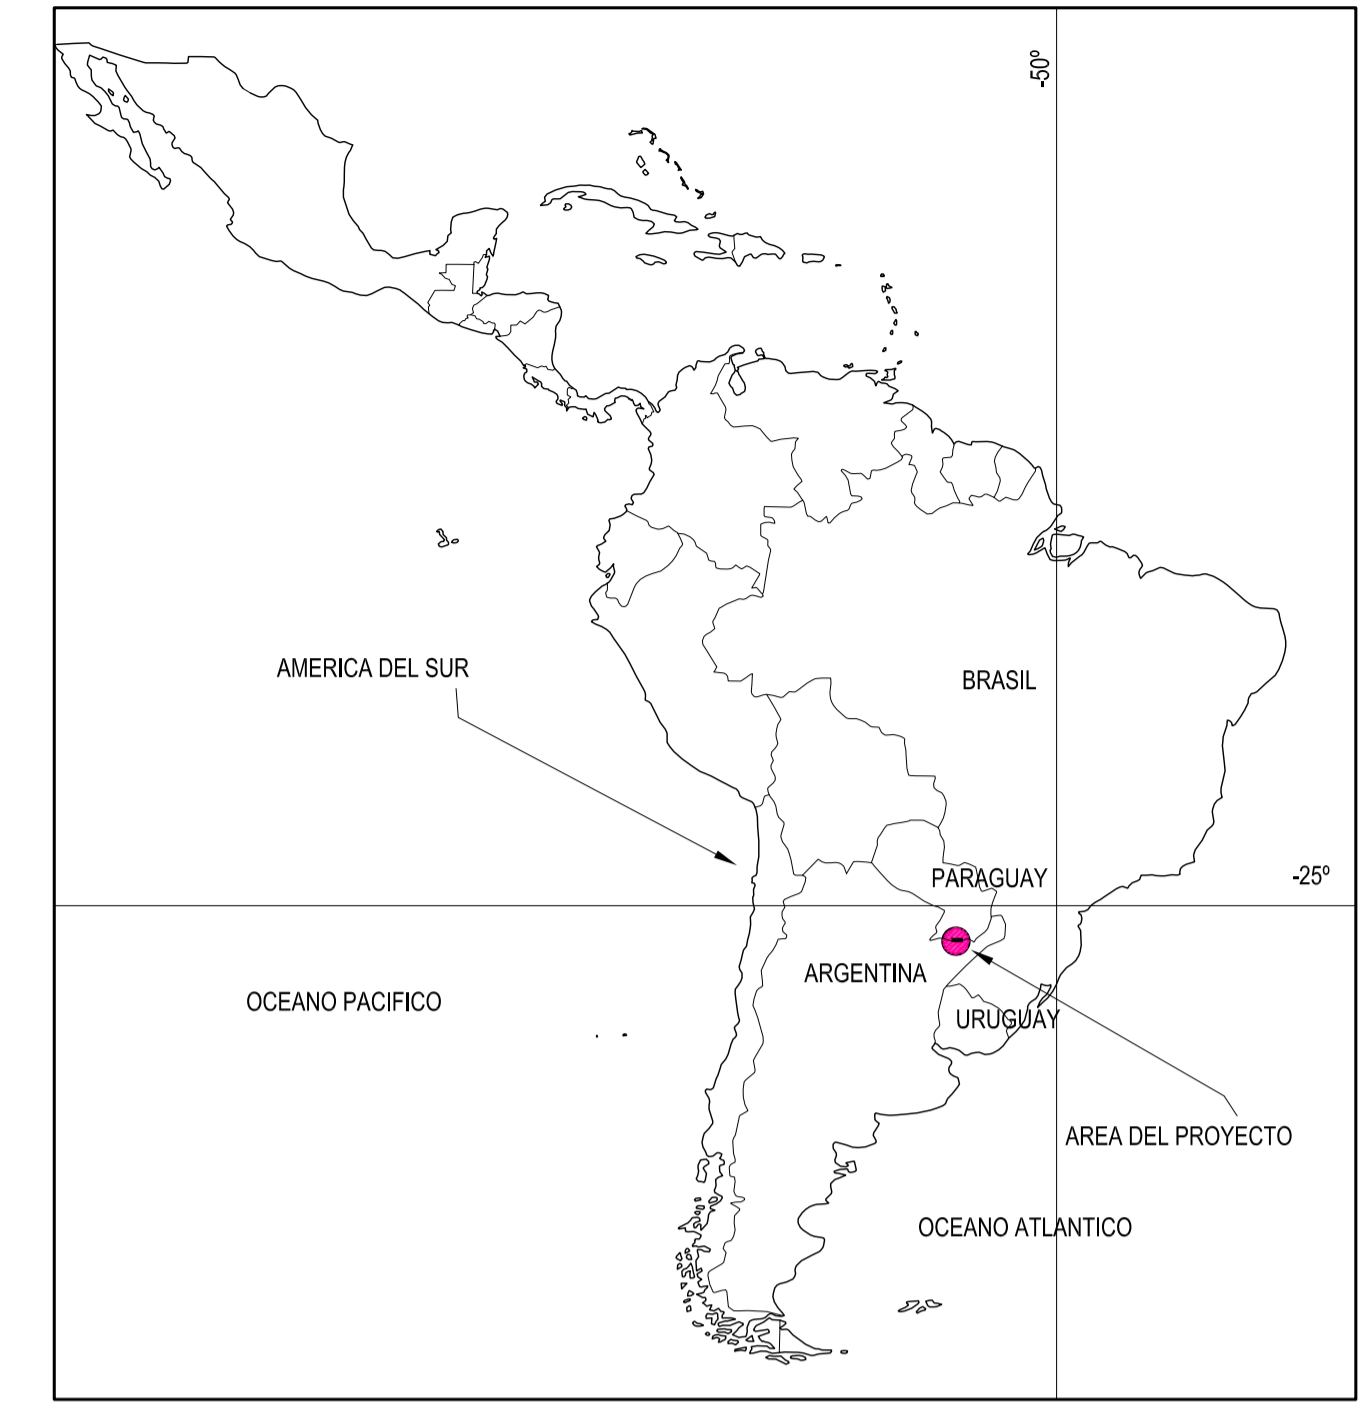 -50º
AMERICA DEL SUR
BRASIL
PARAGUAY
-25º
ARGENTINA
OCEANO PACIFICO
URUGUAY
AREA DEL PROYECTO
OCEANO ATLANTICO